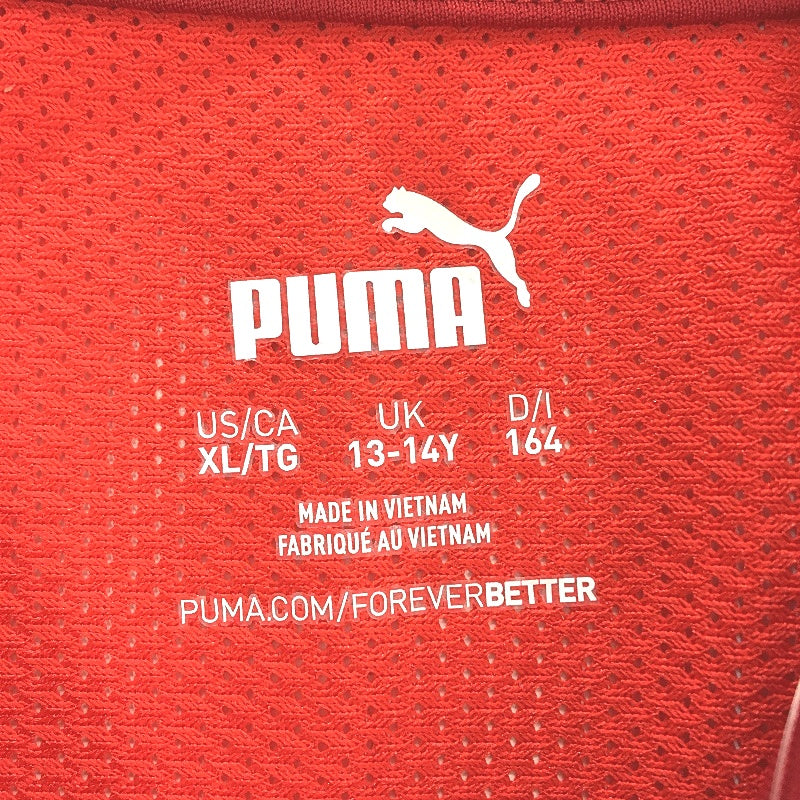 PUMA
US/CA UK D/I
XL/TG 13-14Y 164
MADE IN VIETNAM
FABRIQUÉ AU VIETNAM
PUMA.COM/FOREVERBETTER